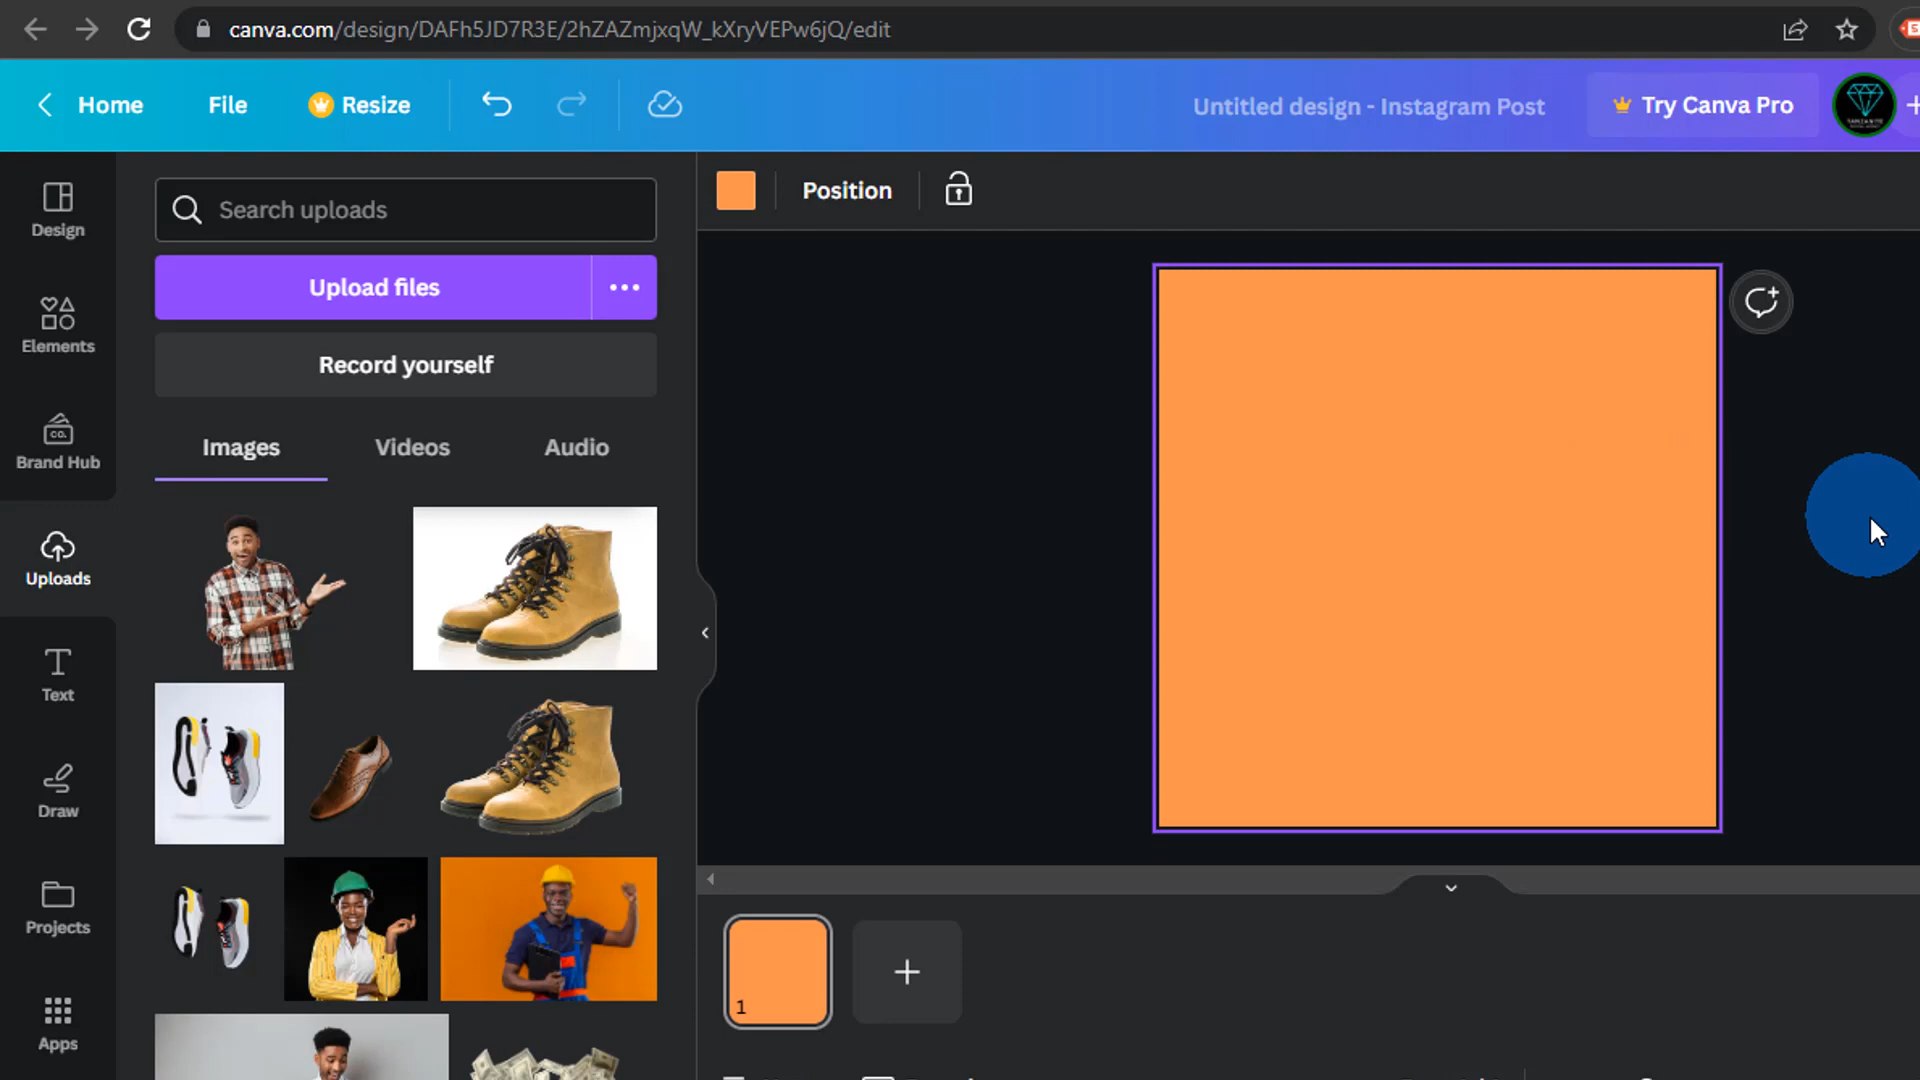 canva.com/design/DAFh5JD7R3E/2hZAZmjxqW_kXryVEPw6jQ/edit
Home
File
Resize
Untitled design - Instagram Post
Try Canva Pro
Design
Elements
CO.
Brand Hub
Uploads
Text
Draw
Projects
Apps
Search uploads
Upload files
Record yourself
Images
Videos
Audio
Position
1